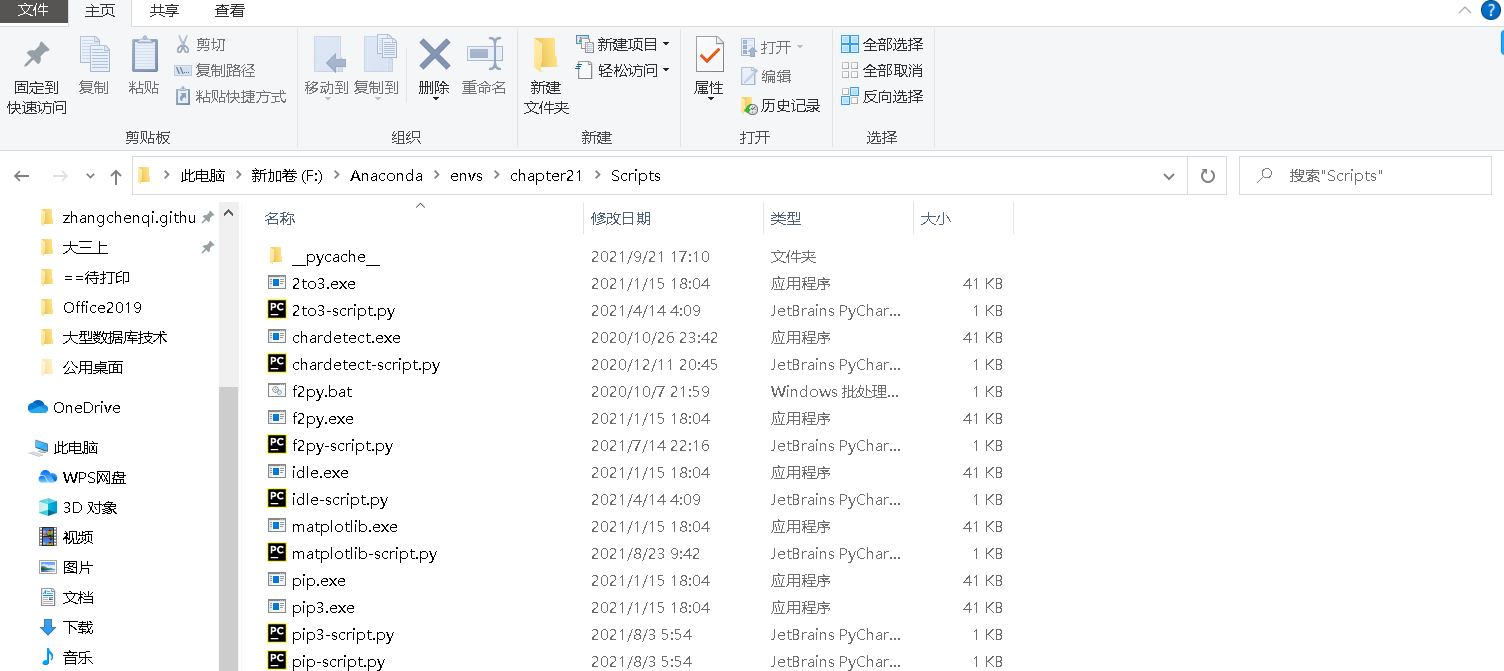 文件 主页 共享 查看
固定到
快速访问
复制
粘贴
剪切
复制路径
粘贴快捷方式
剪贴板
移动到 复制到
删除 重命名
组织
新建
文件夹
新建项目
轻松访问
新建
属性
打开
编辑
历史记录
打开
全部选择
全部取消
反向选择
选择
此电脑 > 新加卷 (F:) > Anaconda > envs > chapter21 > Scripts
搜索"Scripts"
zhangchenqi.githu
大三上
==待打印
Office2019
大型数据库技术
公用桌面
OneDrive
此电脑
WPS网盘
3D 对象
视频
图片
文档
下载
音乐
名称 修改日期 类型 大小
__pycache__ 2021/9/21 17:10 文件夹
2to3.exe 2021/1/15 18:04 应用程序 41 KB
2to3-script.py 2021/4/14 4:09 JetBrains PyChar... 1 KB
chardetect.exe 2020/10/26 23:42 应用程序 41 KB
chardetect-script.py 2020/12/11 20:45 JetBrains PyChar... 1 KB
f2py.bat 2020/10/7 21:59 Windows 批处理... 1 KB
f2py.exe 2021/1/15 18:04 应用程序 41 KB
f2py-script.py 2021/7/14 22:16 JetBrains PyChar... 1 KB
idle.exe 2021/1/15 18:04 应用程序 41 KB
idle-script.py 2021/4/14 4:09 JetBrains PyChar... 1 KB
matplotlib.exe 2021/1/15 18:04 应用程序 41 KB
matplotlib-script.py 2021/8/23 9:42 JetBrains PyChar... 1 KB
pip.exe 2021/1/15 18:04 应用程序 41 KB
pip3.exe 2021/1/15 18:04 应用程序 41 KB
pip3-script.py 2021/8/3 5:54 JetBrains PyChar... 1 KB
pip-script.py 2021/8/3 5:54 JetBrains PyChar... 1 KB